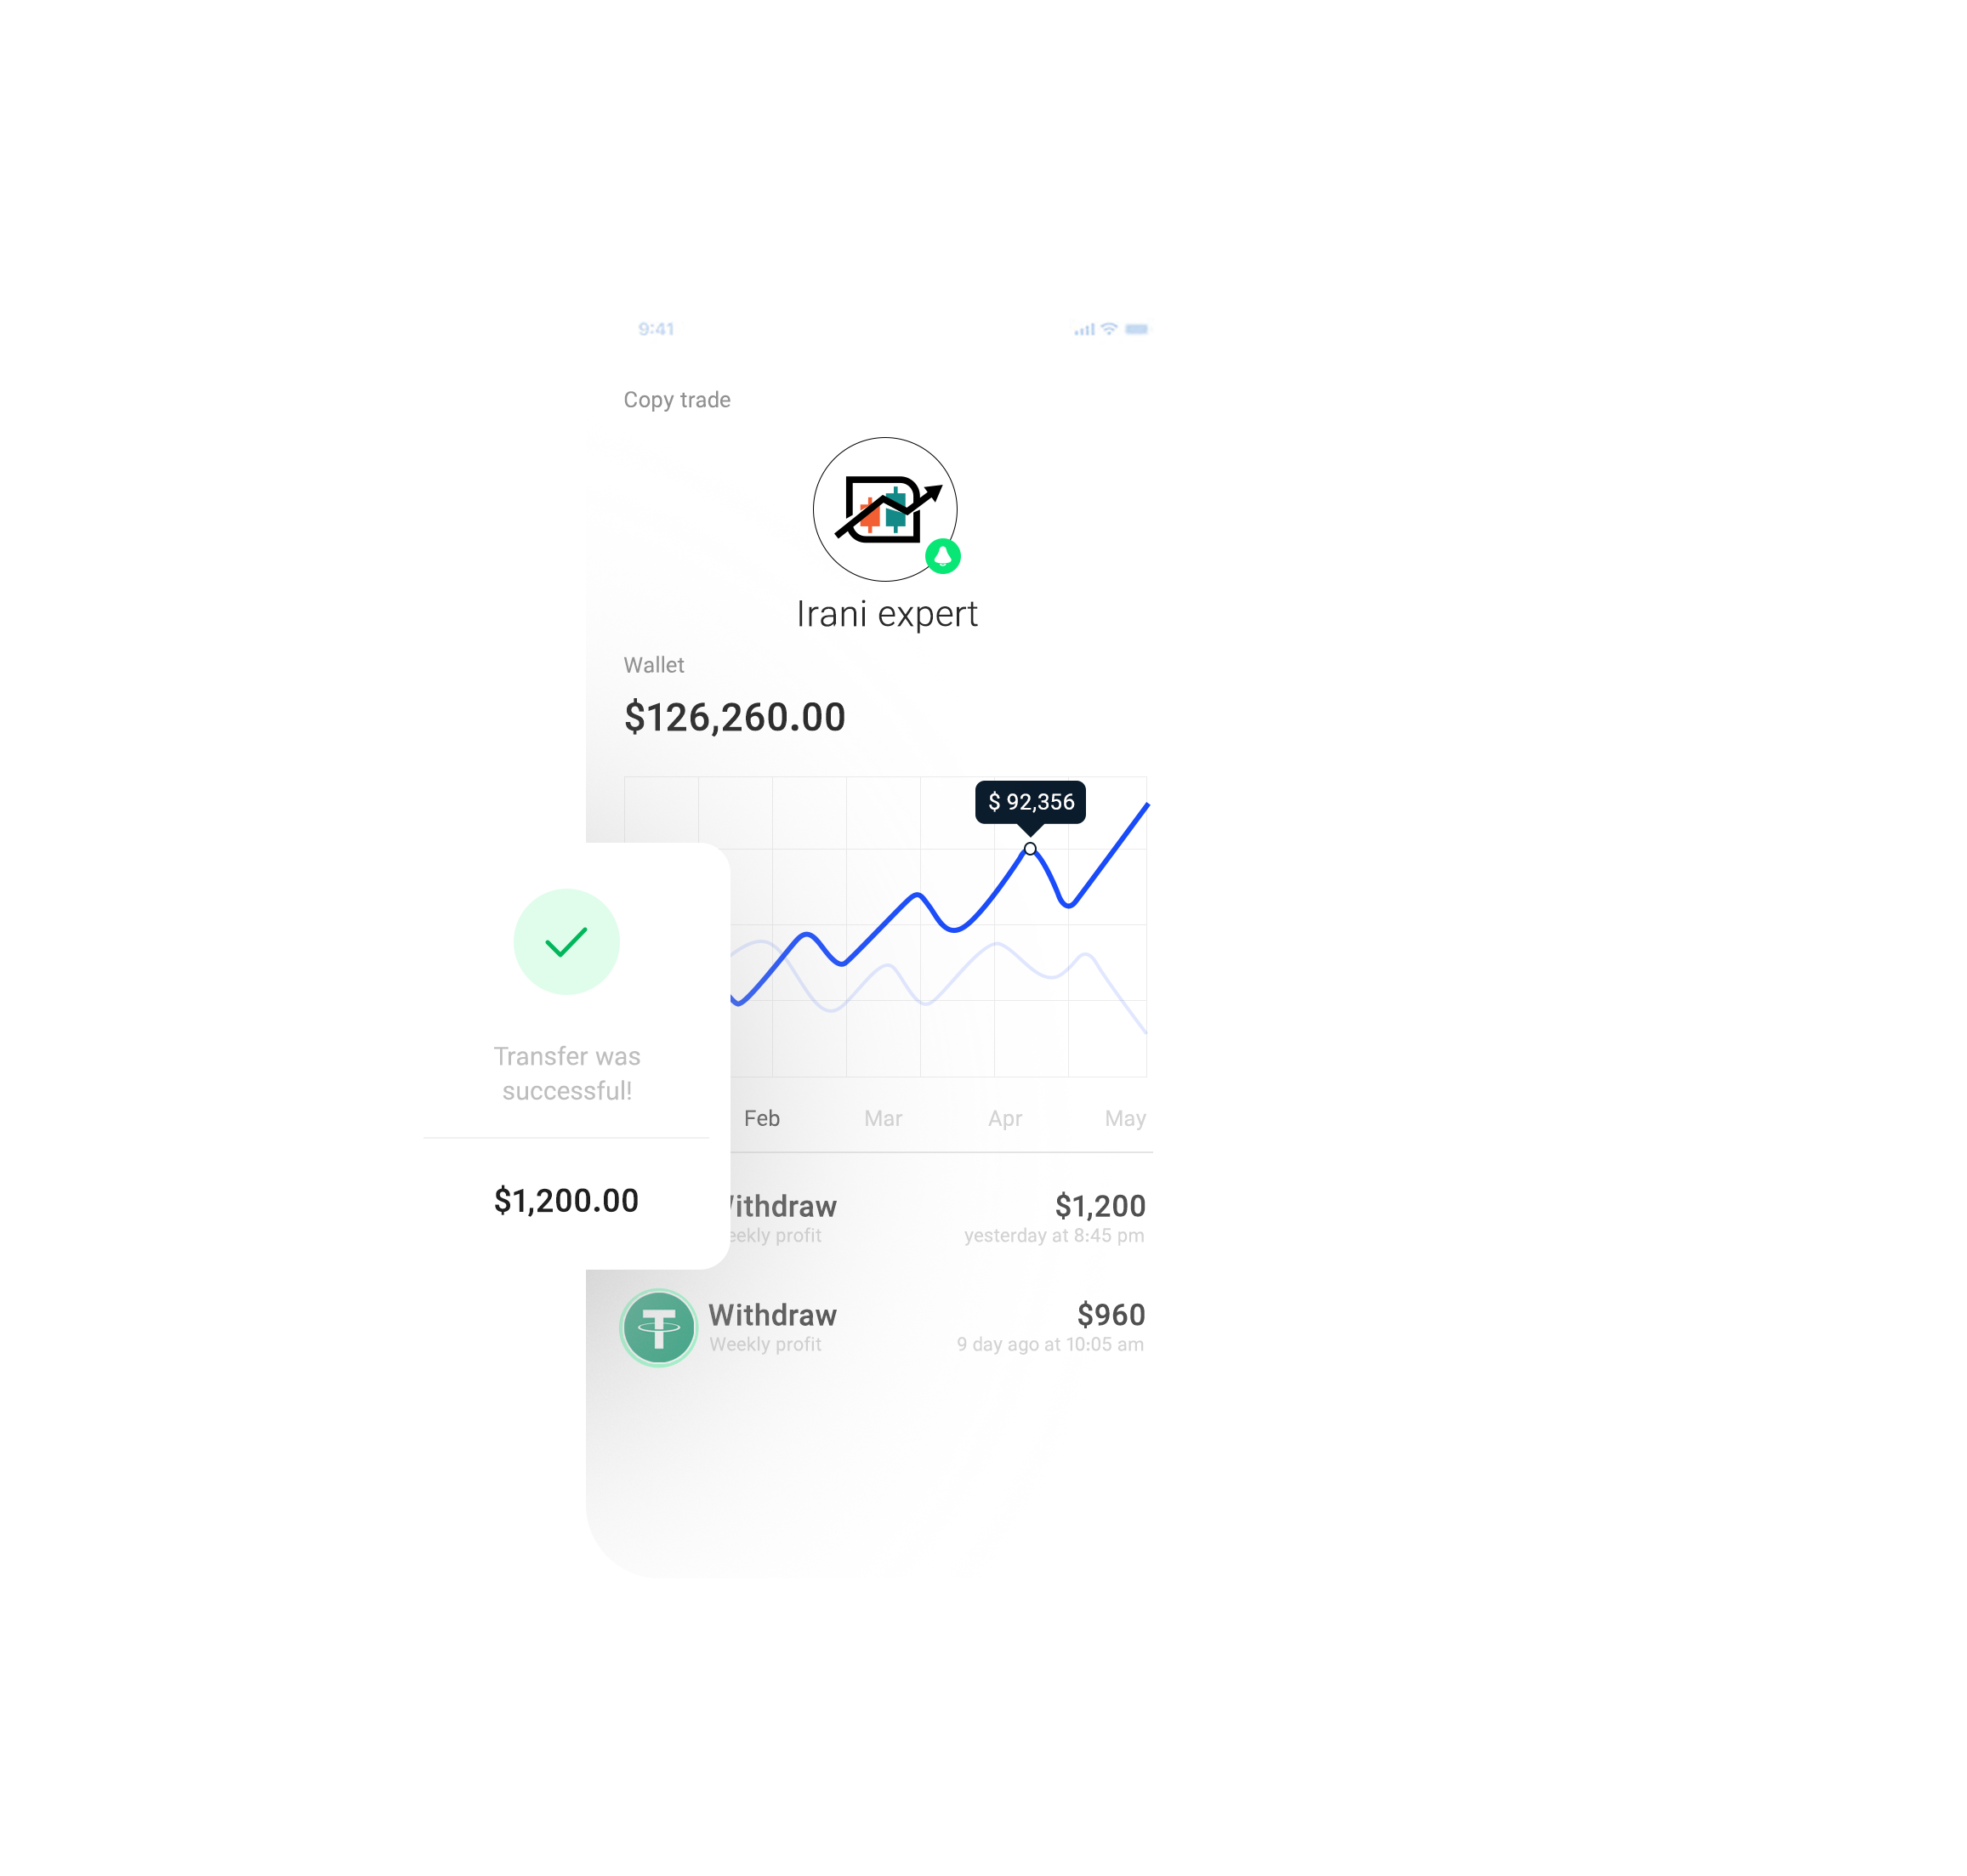 9:41
Copy trade
Irani expert
Wallet
$126,260.00
$ 92,356
Transfer was
successful!
$1,200.00
Feb Mar Apr May
Withdraw $1,200
Weekly profit yesterday at 8:45 pm
Withdraw $960
Weekly profit 9 day ago at 10:05 am